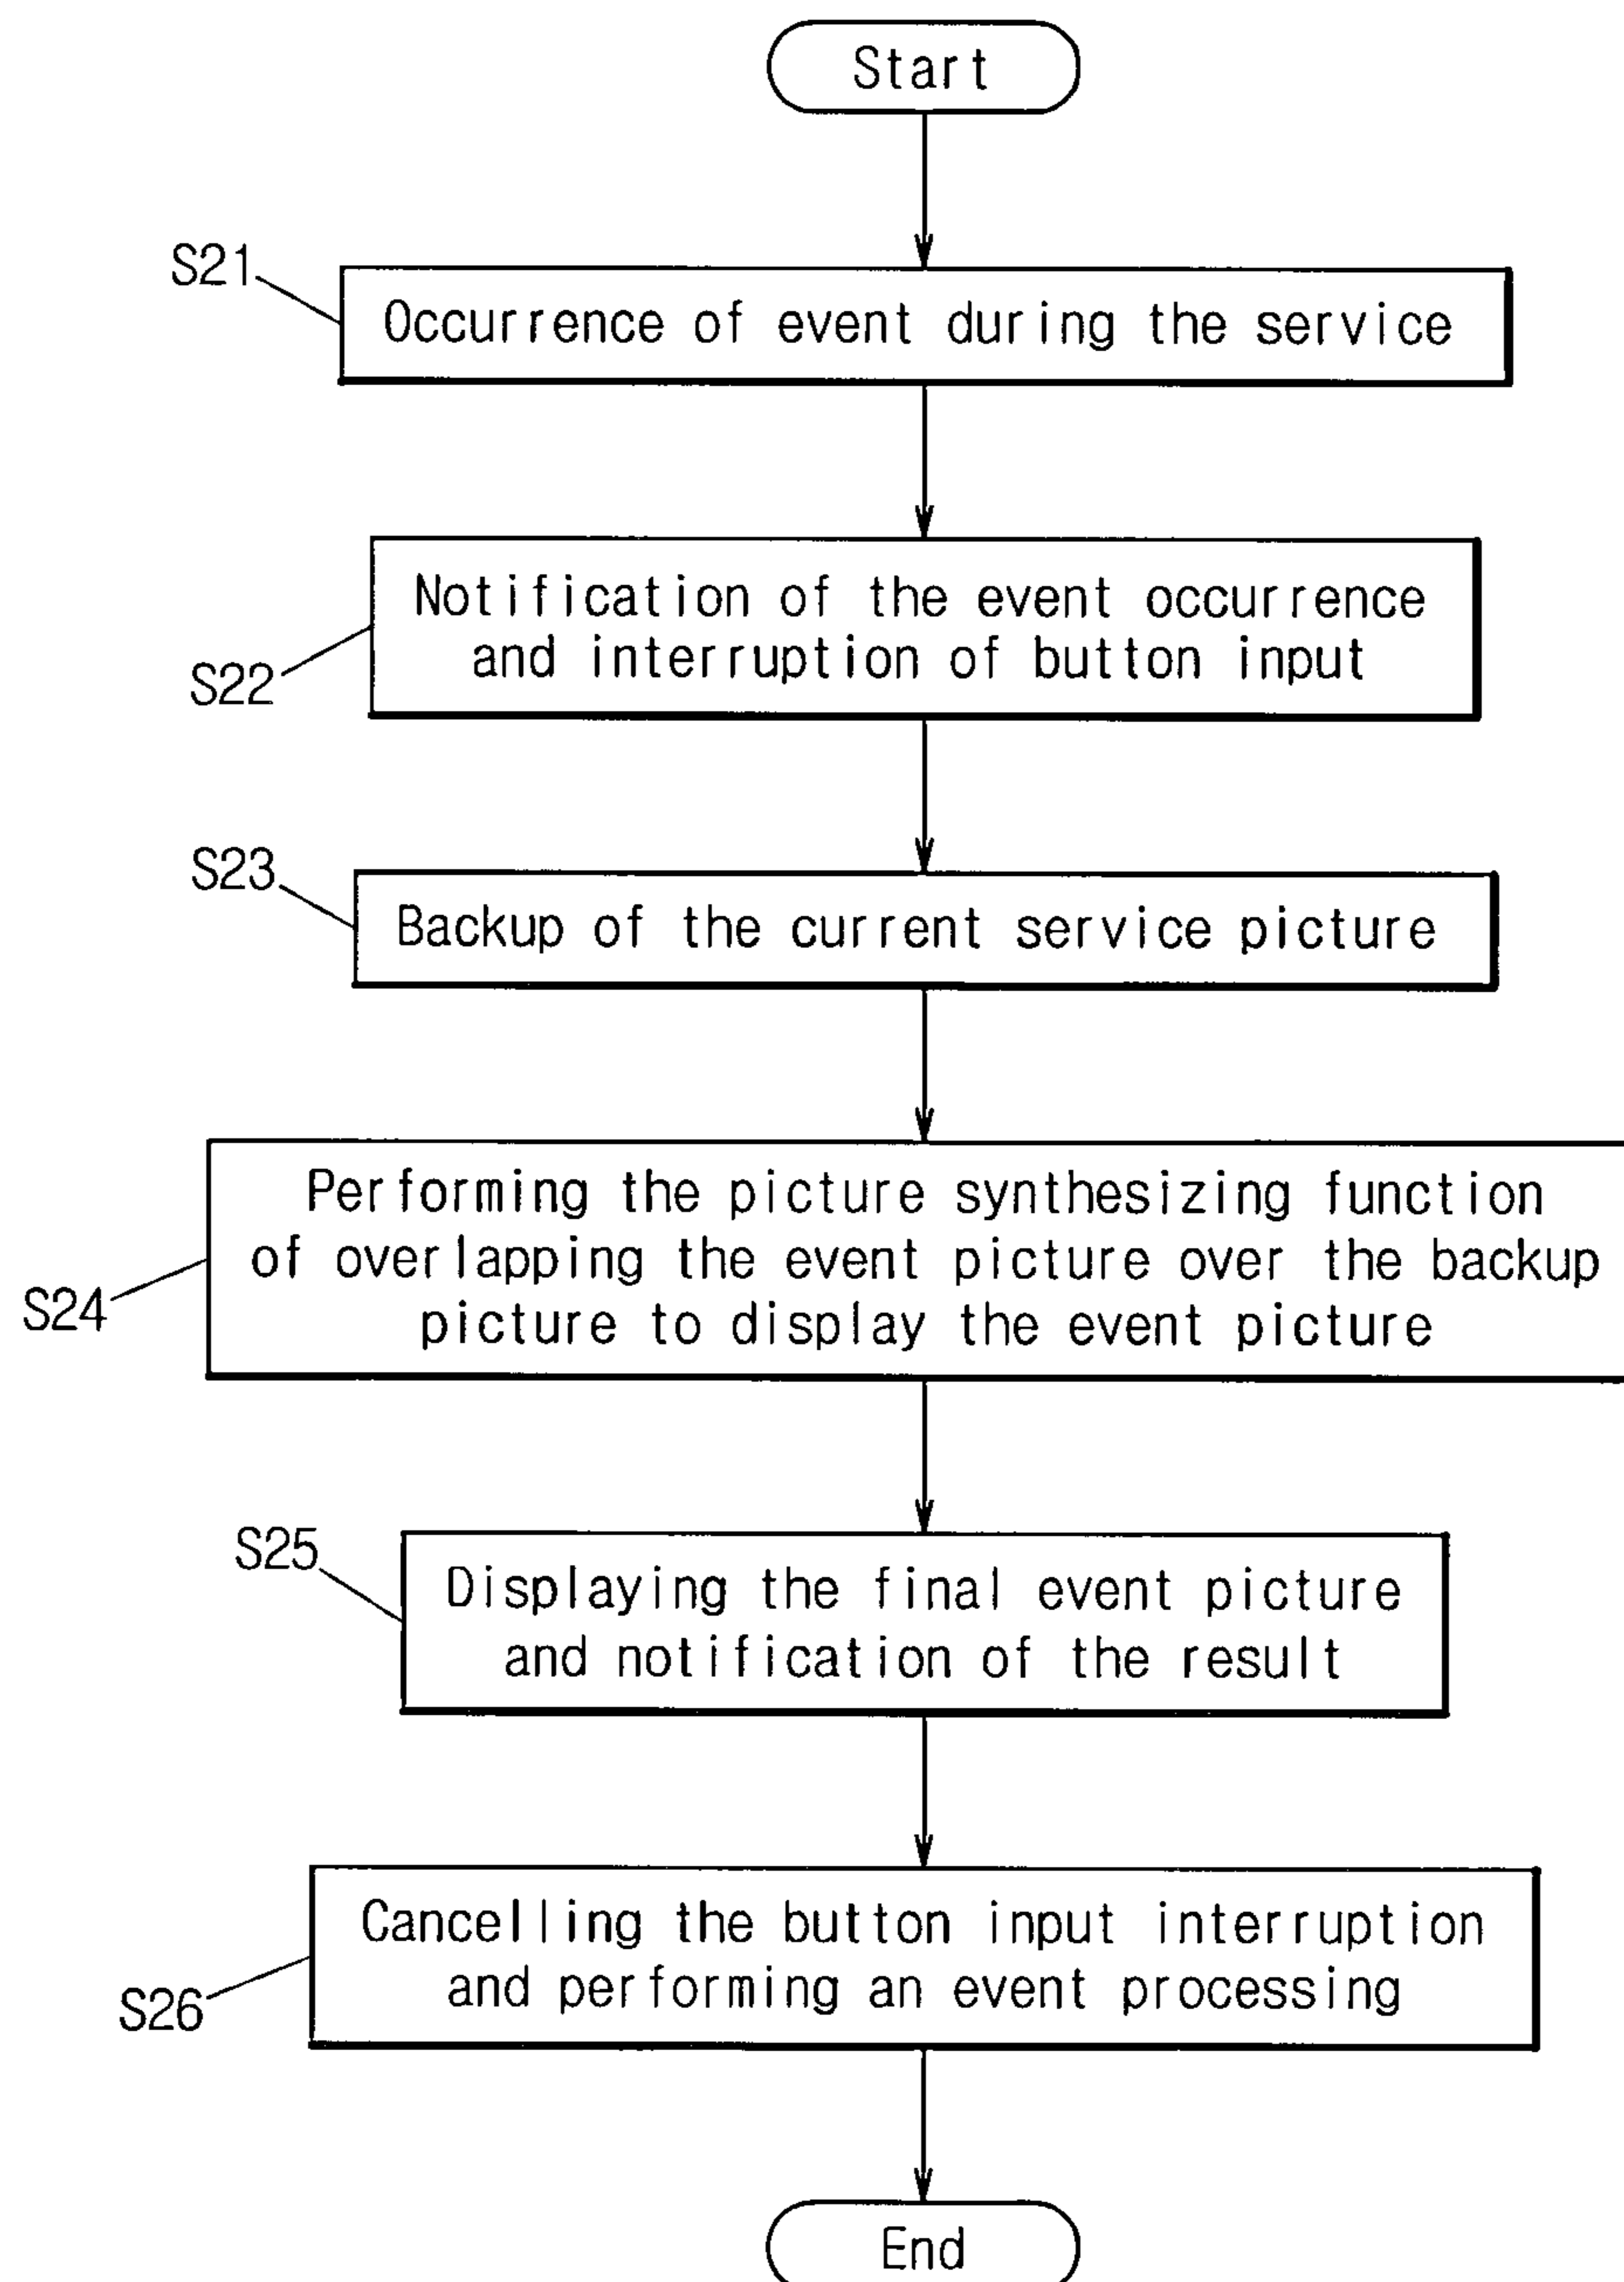 Start
S21
Occurrence of event during the service
S22
Notification of the event occurrence
and interruption of button input
S23
Backup of the current service picture
S24
Performing the picture synthesizing function
of overlapping the event picture over the backup
picture to display the event picture
S25
Displaying the final event picture
and notification of the result
S26
Cancelling the button input interruption
and performing an event processing
End